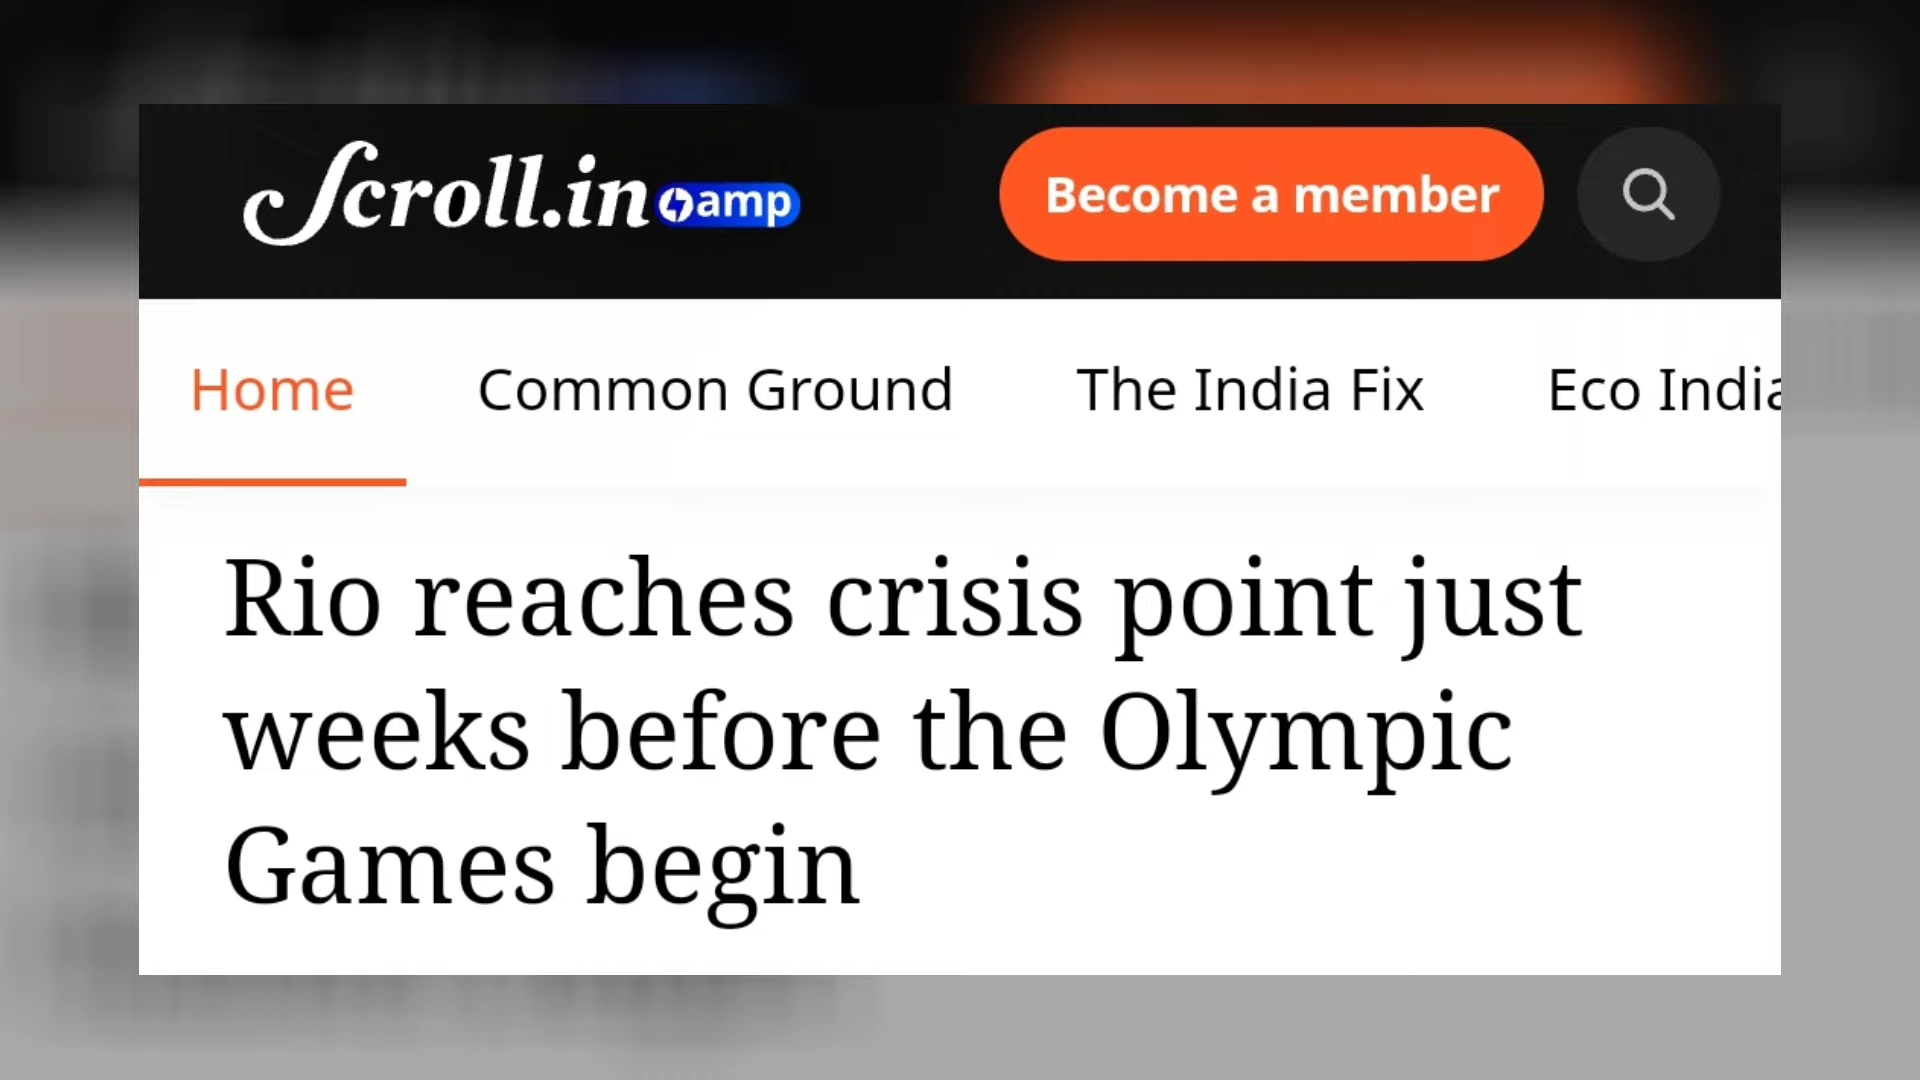 Scroll.in amp Become a member
Home Common Ground The India Fix Eco India
Rio reaches crisis point just
weeks before the Olympic
Games begin